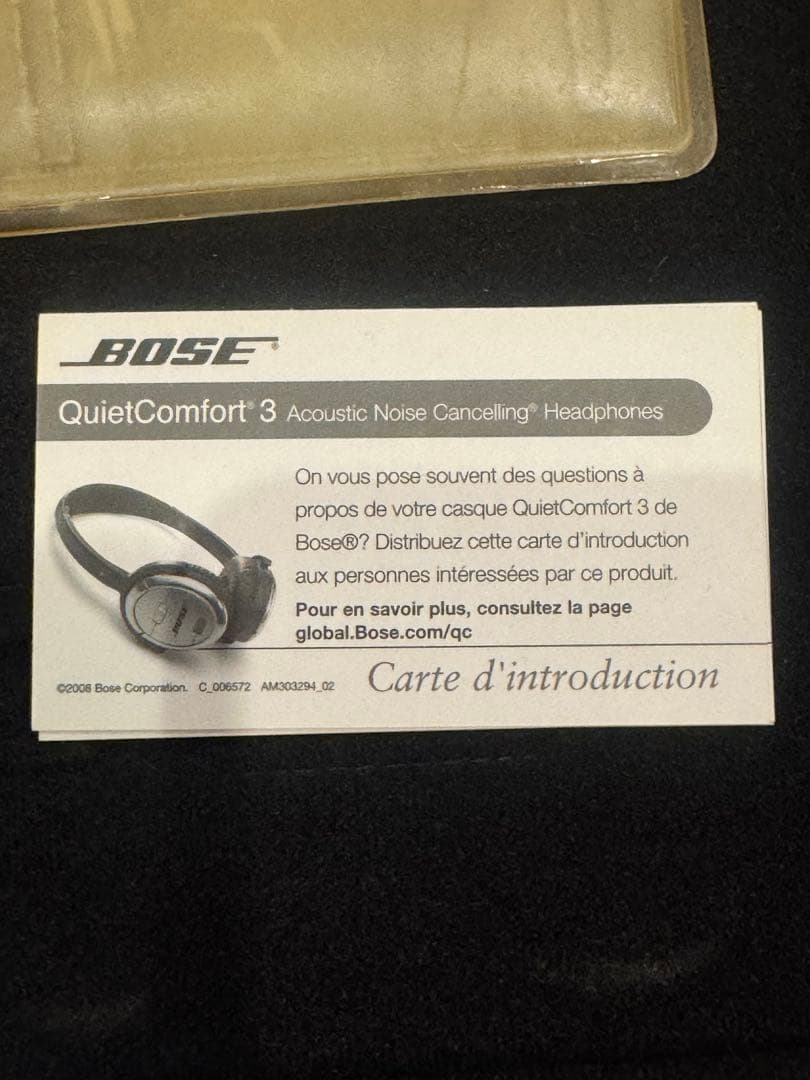 BOSE®
QuietComfort® 3 Acoustic Noise Cancelling® Headphones
On vous pose souvent des questions à
propos de votre casque QuietComfort 3 de
Bose®? Distribuez cette carte d'introduction
aux personnes intéressées par ce produit.
Pour en savoir plus, consultez la page
global.Bose.com/qc
BOSE
©2006 Bose Corporation. C_006572 AM303294_02
Carte d'introduction